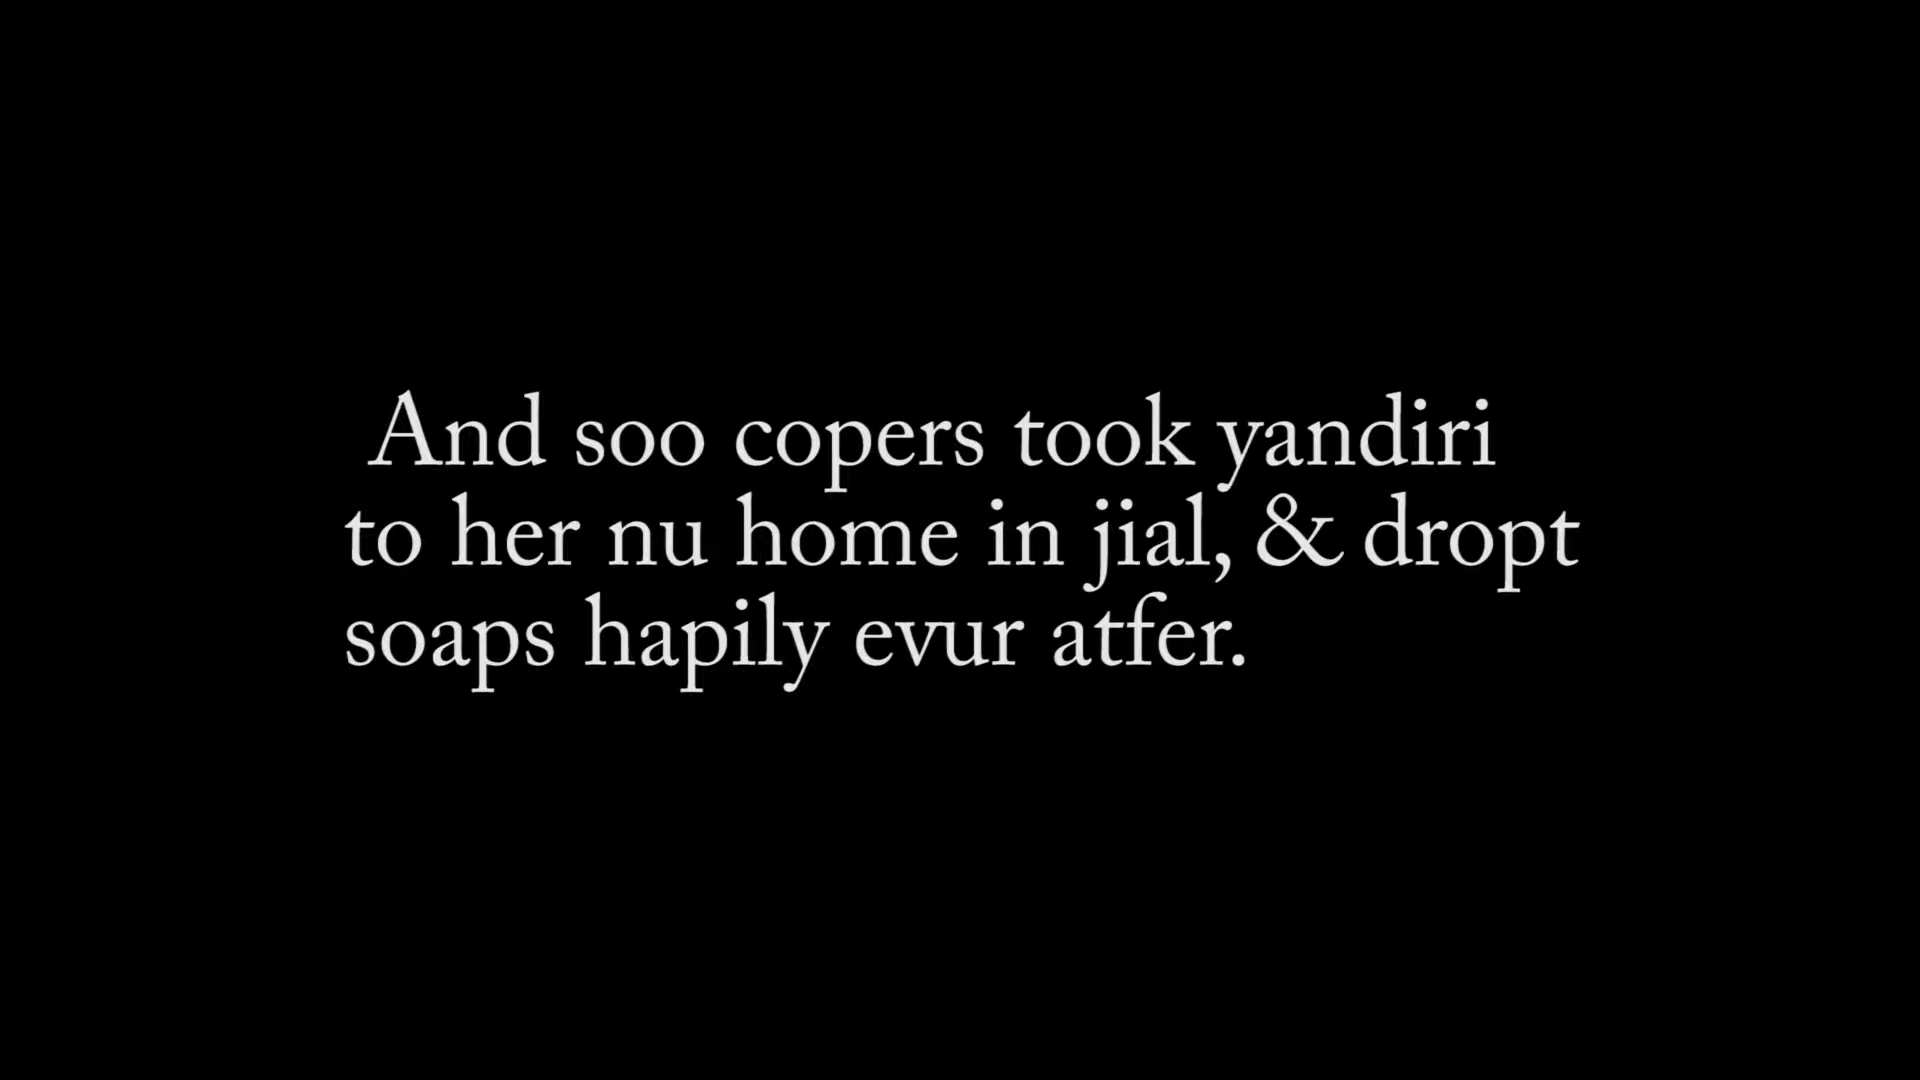 And soo copers took yandiri
to her nu home in jial, & dropt
soaps hapily evur atfer.